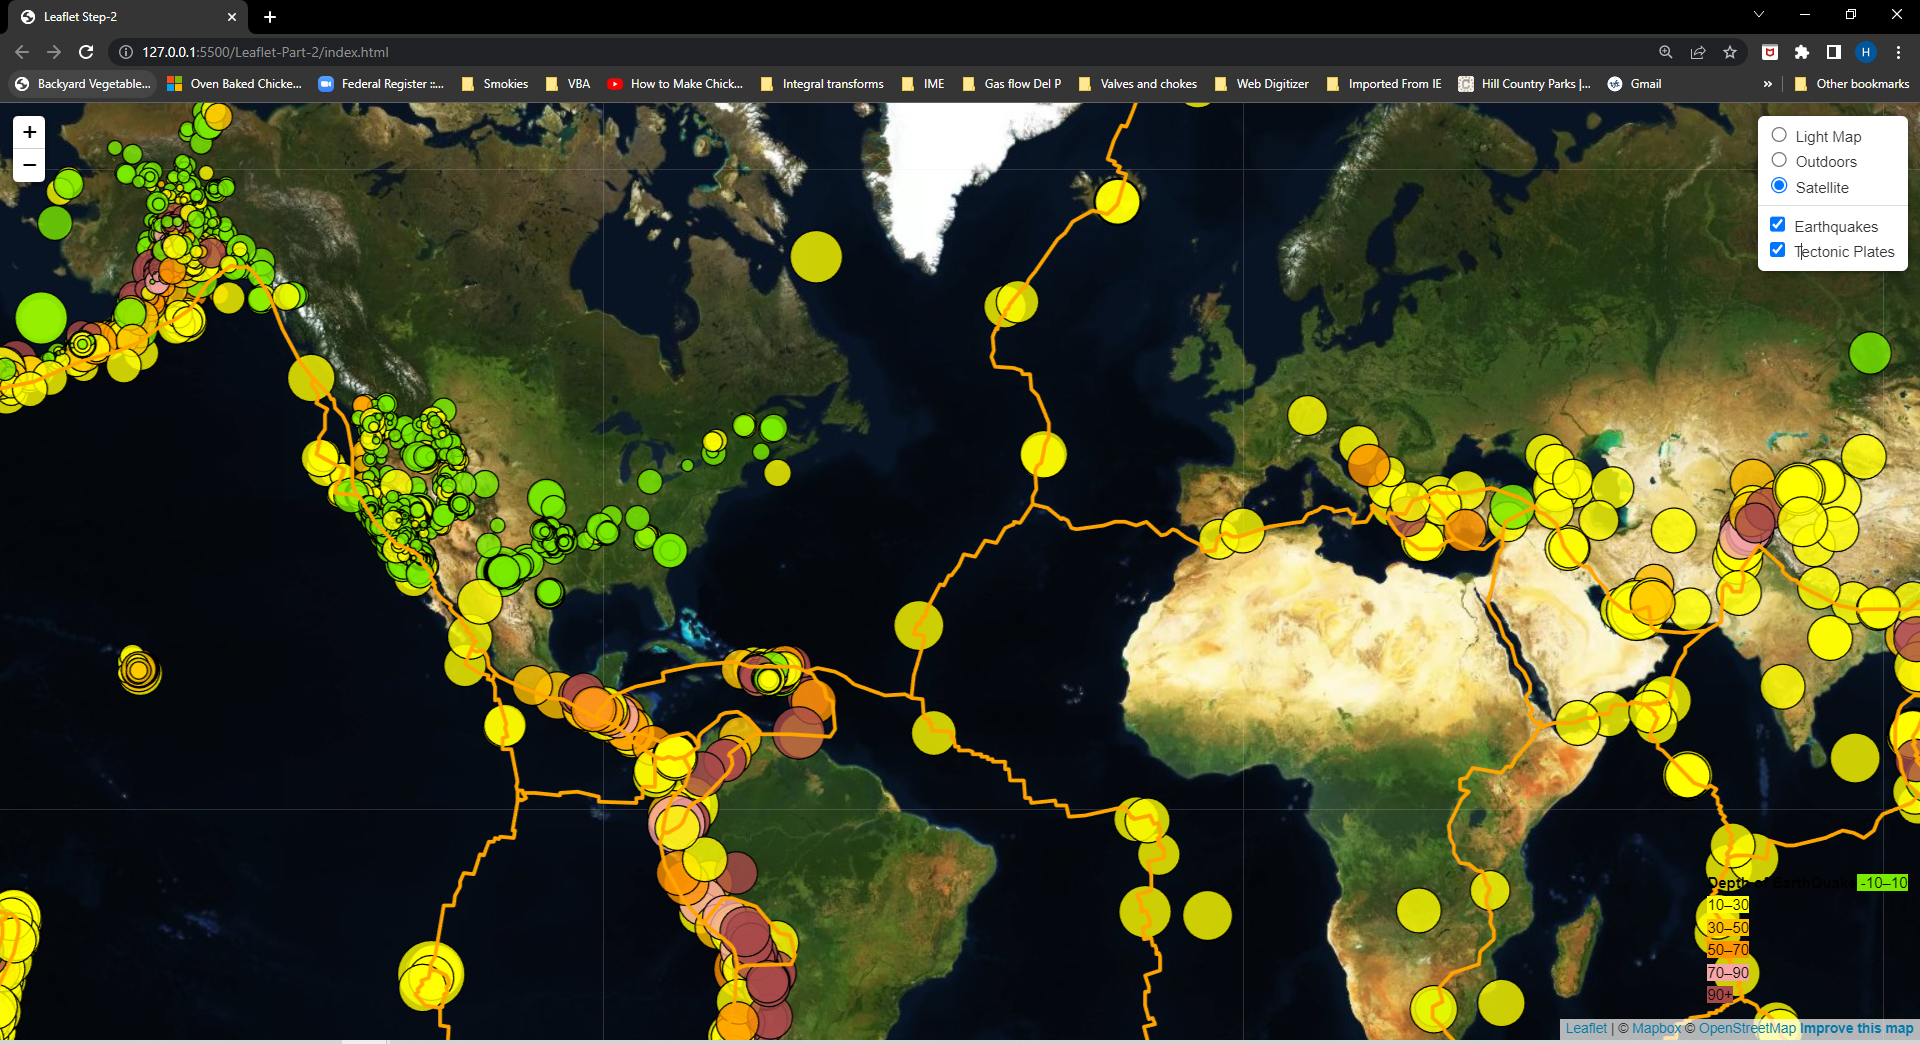 Leaflet Step-2
127.0.0.1:5500/Leaflet-Part-2/index.html
H
Backyard Vegetable... Oven Baked Chicke... Federal Register ::... Smokies VBA How to Make Chick... Integral transforms IME Gas flow Del P Valves and chokes Web Digitizer Imported From IE Hill Country Parks |... Gmail » Other bookmarks
+
−
Light Map
Outdoors
Satellite
Earthquakes
Tectonic Plates
Depth of EarthQuake -10–10
10–30
30–50
50–70
70–90
90+
Leaflet | © Mapbox © OpenStreetMap Improve this map